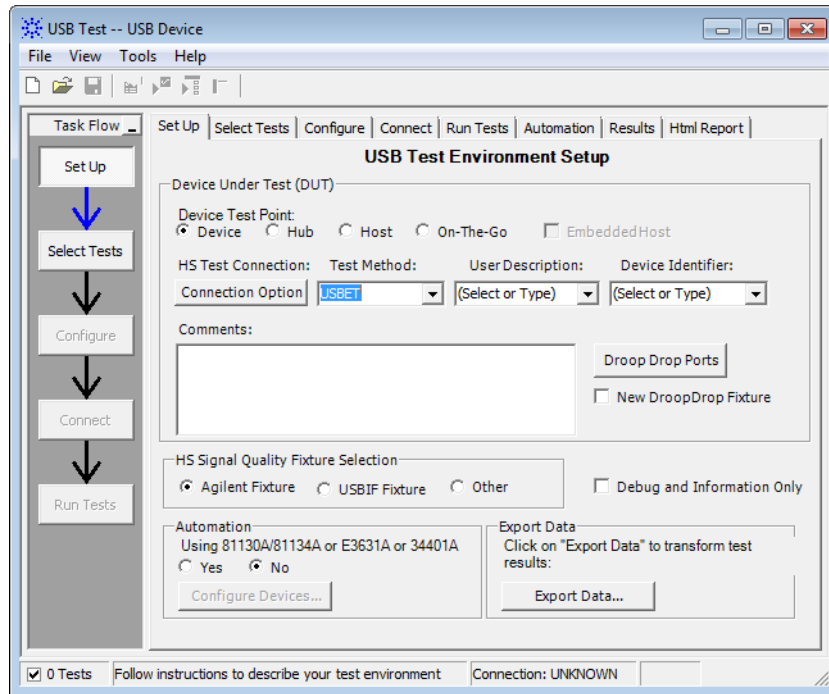 USB Test -- USB Device
File View Tools Help
Task Flow
Set Up Select Tests Configure Connect Run Tests Automation Results Html Report
Set Up
Select Tests
Configure
Connect
Run Tests
USB Test Environment Setup
Device Under Test (DUT)
Device Test Point:
Device Hub Host On-The-Go EmbeddedHost
HS Test Connection: Test Method: User Description: Device Identifier:
Connection Option USBET (Select or Type) (Select or Type)
Comments:
Droop Drop Ports
New DroopDrop Fixture
HS Signal Quality Fixture Selection
Agilent Fixture USBIF Fixture Other
Debug and Information Only
Automation
Using 81130A/81134A or E3631A or 34401A
Yes No
Configure Devices...
Export Data
Click on "Export Data" to transform test
results:
Export Data...
0 Tests Follow instructions to describe your test environment Connection: UNKNOWN